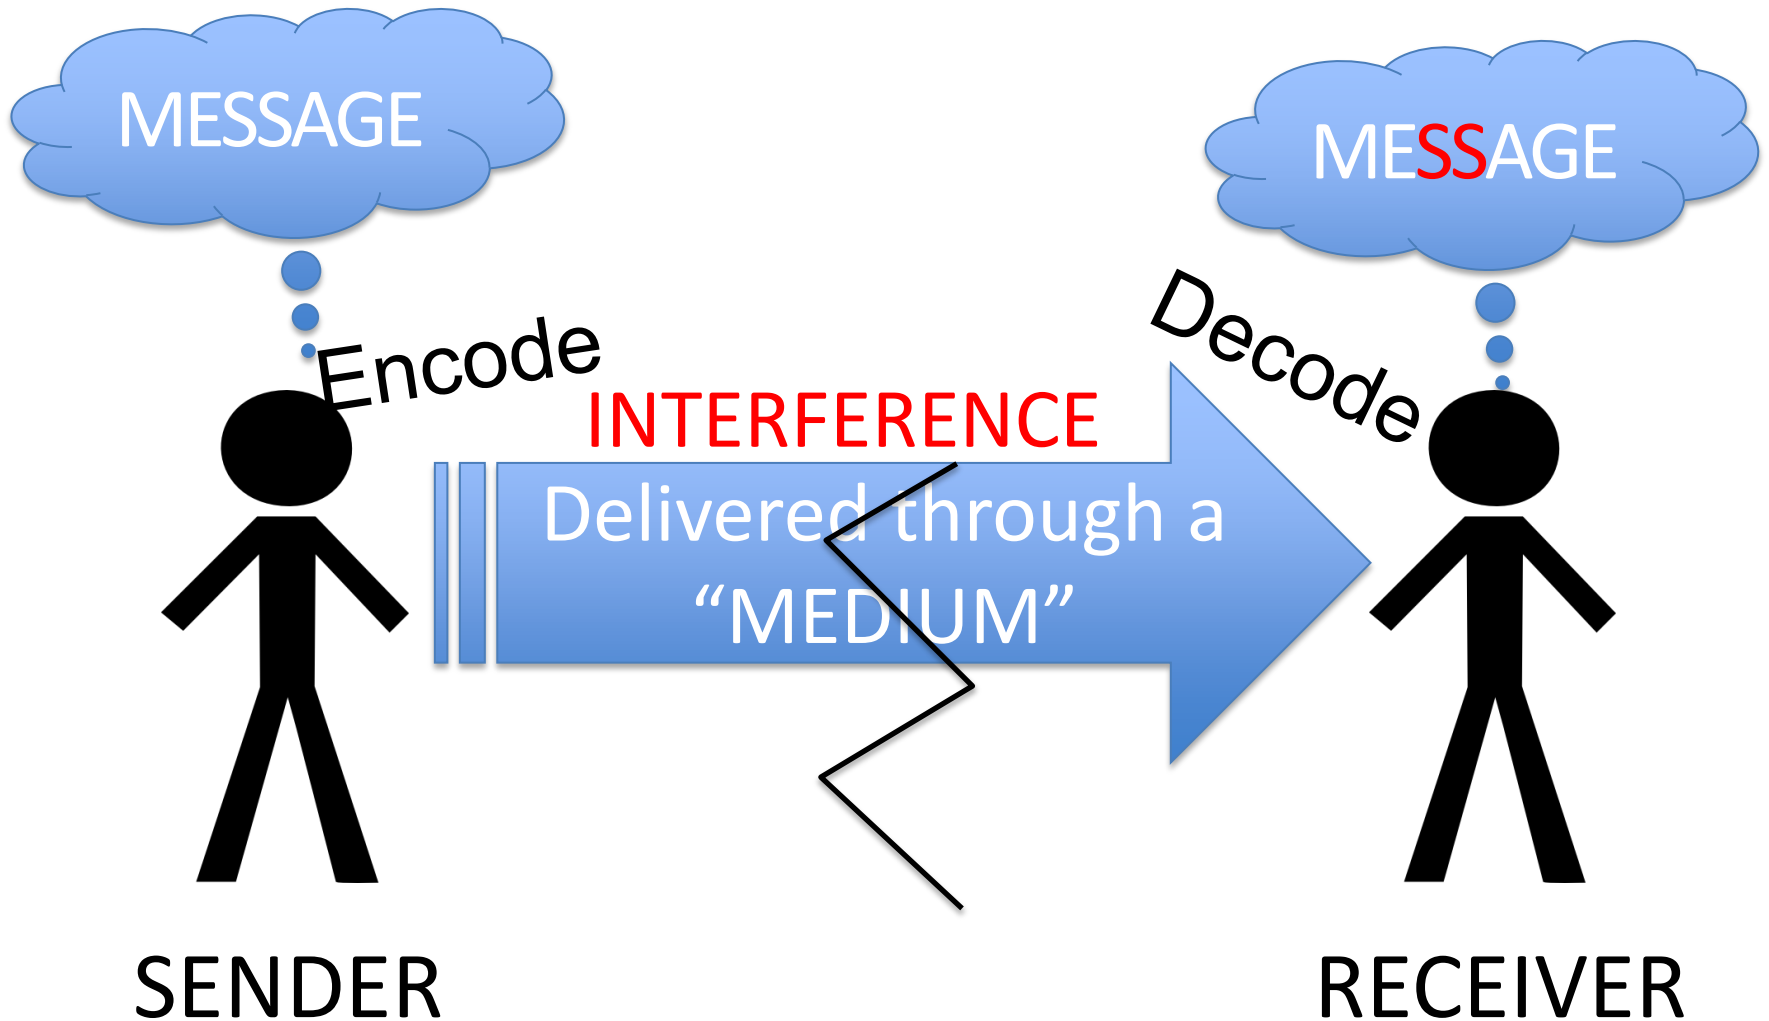 MESSAGE
MESSAGE
Encode
Decode
INTERFERENCE
Delivered through a
“MEDIUM”
SENDER
RECEIVER